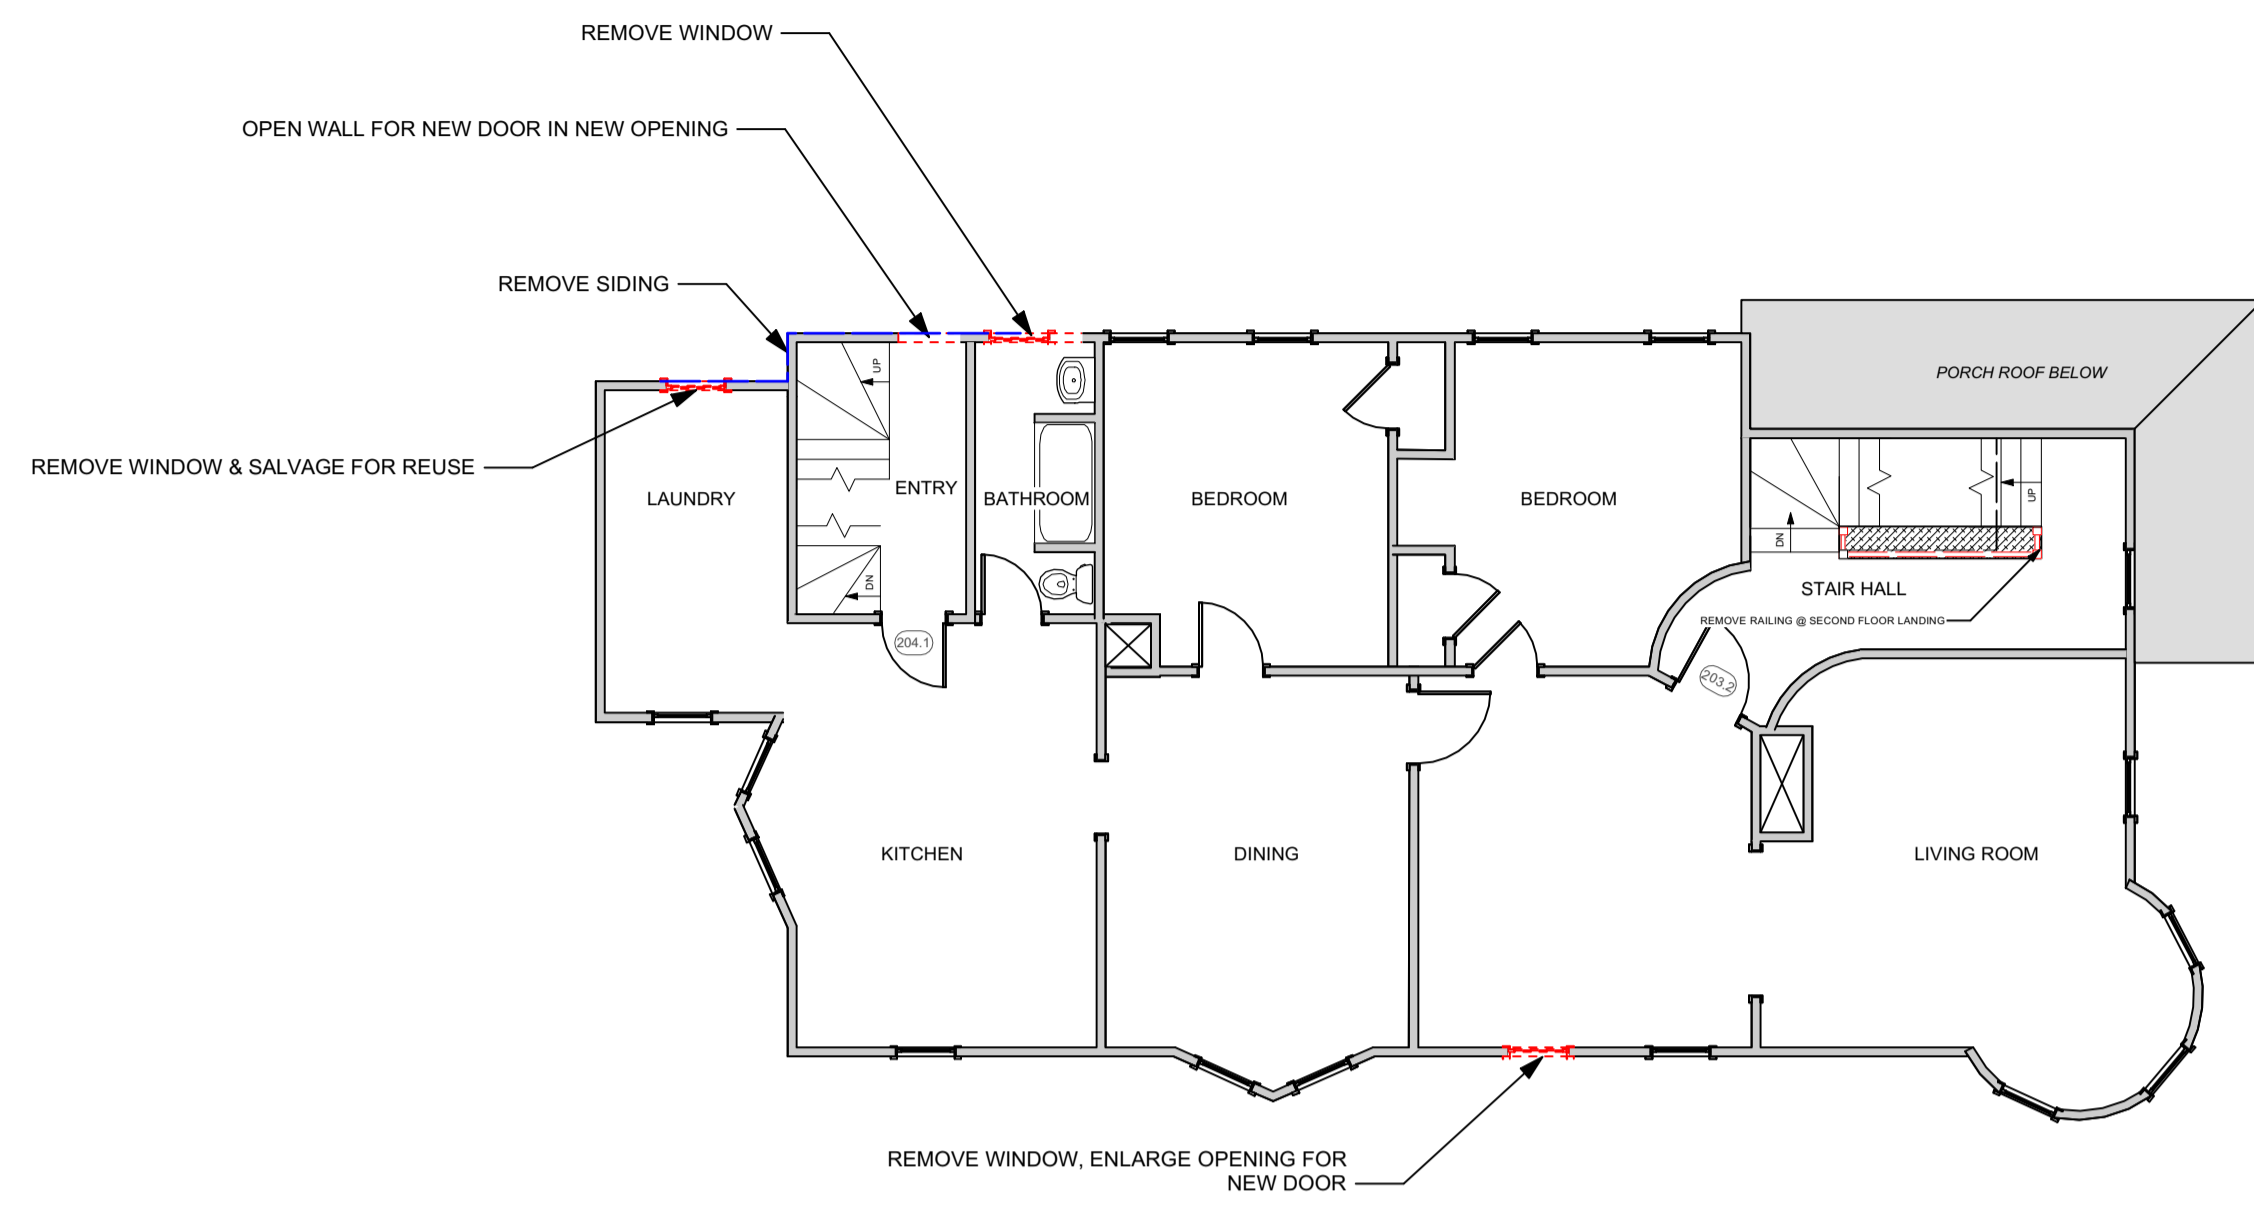 REMOVE WINDOW
OPEN WALL FOR NEW DOOR IN NEW OPENING
REMOVE SIDING
UP
PORCH ROOF BELOW
REMOVE WINDOW & SALVAGE FOR REUSE
LAUNDRY
ENTRY
BATHROOM
BEDROOM
BEDROOM
UP
DN
DN
STAIR HALL
REMOVE RAILING @ SECOND FLOOR LANDING
204.1
203.2
KITCHEN
DINING
LIVING ROOM
REMOVE WINDOW, ENLARGE OPENING FOR
NEW DOOR